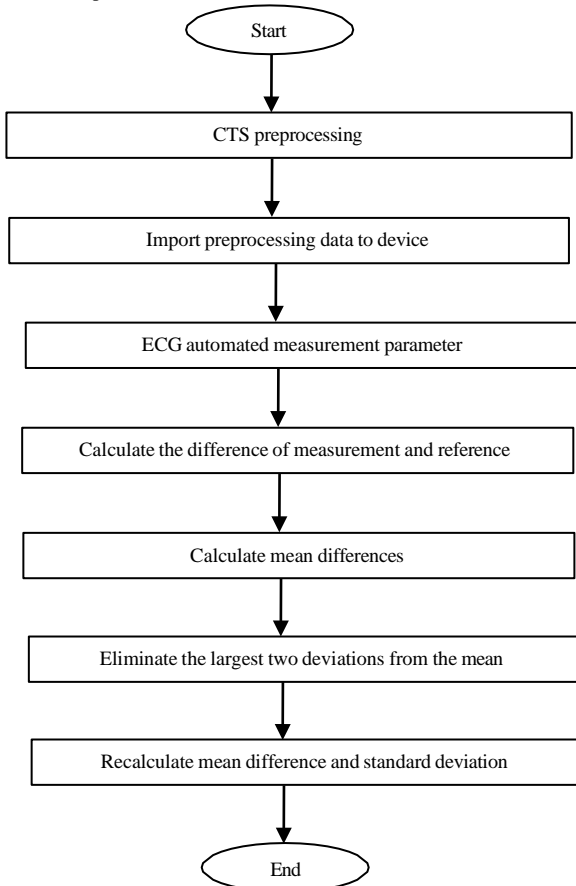 Start
CTS preprocessing
Import preprocessing data to device
ECG automated measurement parameter
Calculate the difference of measurement and reference
Calculate mean differences
Eliminate the largest two deviations from the mean
Recalculate mean difference and standard deviation
End